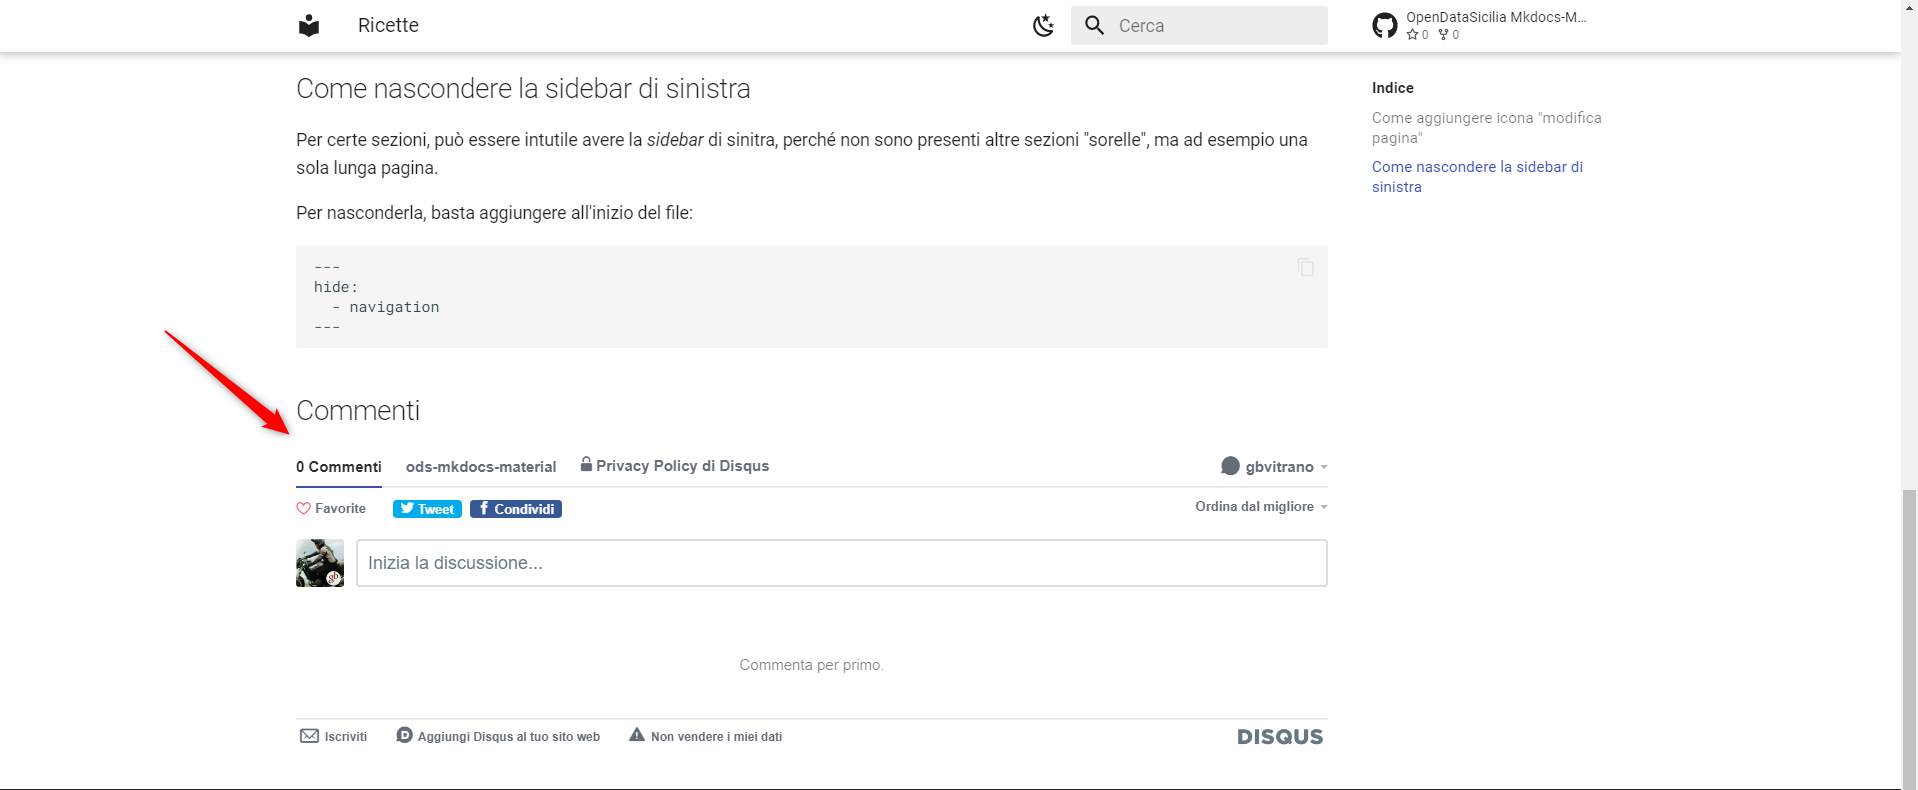 Ricette
Cerca
OpenDataSicilia Mkdocs-M...
0 0
Come nascondere la sidebar di sinistra
Per certe sezioni, può essere intutile avere la sidebar di sinitra, perché non sono presenti altre sezioni "sorelle", ma ad esempio una
sola lunga pagina.
Per nasconderla, basta aggiungere all'inizio del file:
---
hide:
  - navigation
---
Indice
Come aggiungere icona "modifica
pagina"
Come nascondere la sidebar di
sinistra
Commenti
0 Commenti ods-mkdocs-material Privacy Policy di Disqus gbvitrano
Favorite Tweet Condividi Ordina dal migliore
gb
Inizia la discussione...
Commenta per primo.
Iscriviti Aggiungi Disqus al tuo sito web Non vendere i miei dati DISQUS